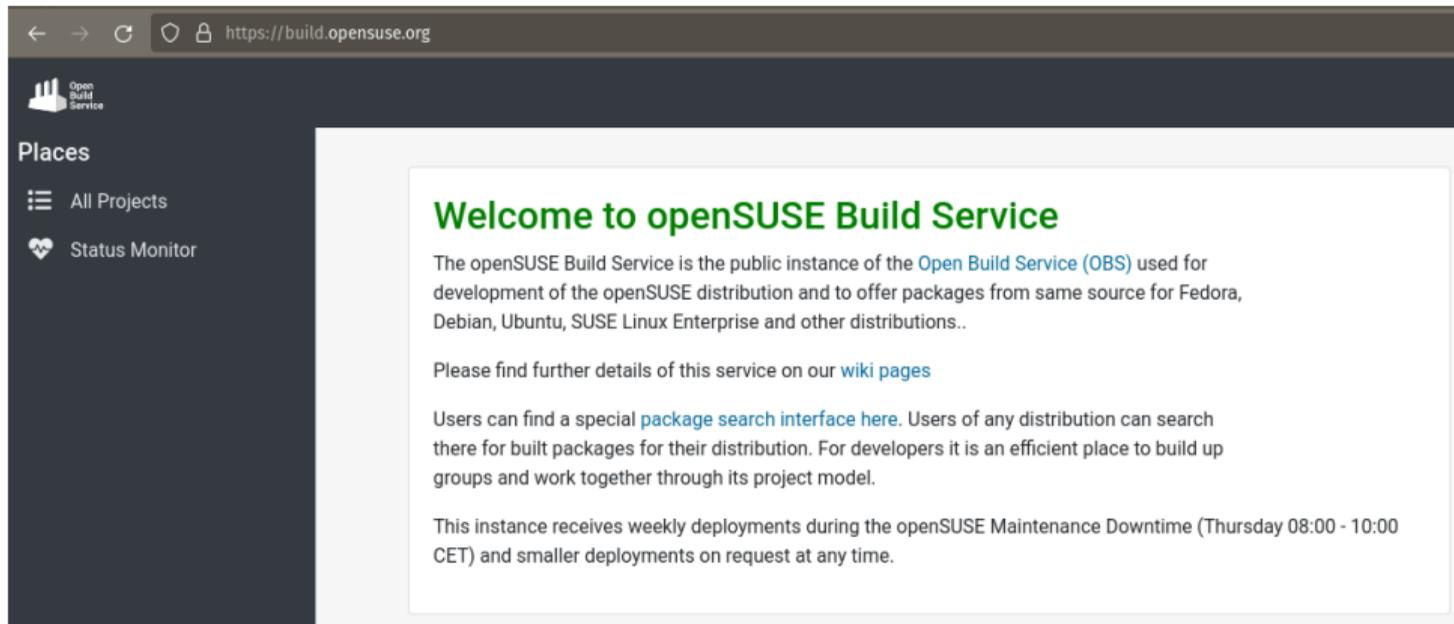 https://build.opensuse.org
Open
Build
Service
Places
All Projects
Status Monitor
Welcome to openSUSE Build Service
The openSUSE Build Service is the public instance of the Open Build Service (OBS) used for
development of the openSUSE distribution and to offer packages from same source for Fedora,
Debian, Ubuntu, SUSE Linux Enterprise and other distributions..
Please find further details of this service on our wiki pages
Users can find a special package search interface here. Users of any distribution can search
there for built packages for their distribution. For developers it is an efficient place to build up
groups and work together through its project model.
This instance receives weekly deployments during the openSUSE Maintenance Downtime (Thursday 08:00 - 10:00
CET) and smaller deployments on request at any time.